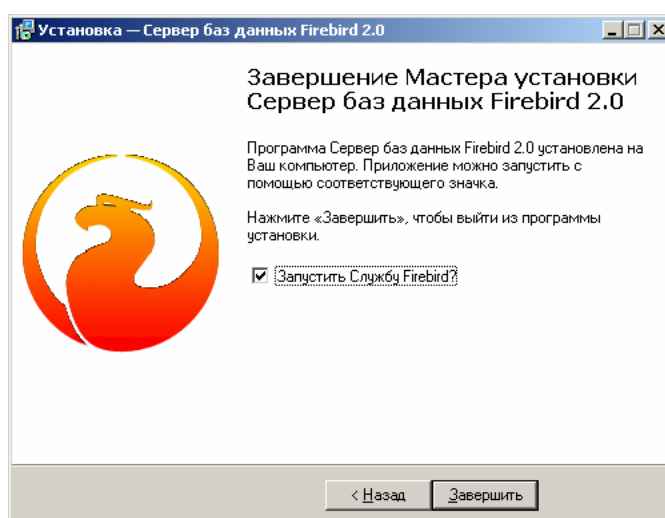 Установка — Сервер баз данных Firebird 2.0
Завершение Мастера установки
Сервер баз данных Firebird 2.0
Программа Сервер баз данных Firebird 2.0 установлена на
Ваш компьютер. Приложение можно запустить с
помощью соответствующего значка.
Нажмите «Завершить», чтобы выйти из программы
установки.
Запустить Службу Firebird?
< Назад
Завершить